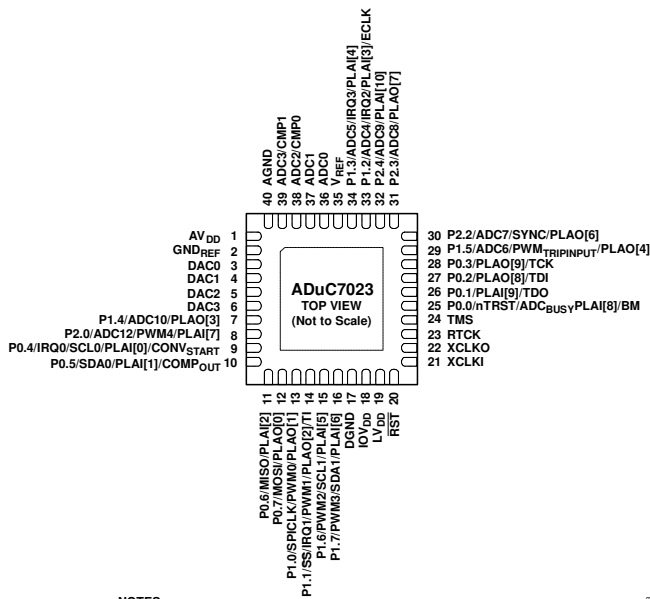 40 AGND
39 ADC3/CMP1
38 ADC2/CMP0
37 ADC1
36 ADC0
35 VREF
34 P1.3/ADC5/IRQ3/PLAI[4]
33 P1.2/ADC4/IRQ2/PLAI[3]/ECLK
32 P2.4/ADC9/PLAI[10]
31 P2.3/ADC8/PLAO[7]
AVDD 1
GNDREF 2
DAC0 3
DAC1 4
DAC2 5
DAC3 6
P1.4/ADC10/PLAO[3] 7
P2.0/ADC12/PWM4/PLAI[7] 8
P0.4/IRQ0/SCL0/PLAI[0]/CONVSTART 9
P0.5/SDA0/PLAI[1]/COMPOUT 10
ADuC7023
TOP VIEW
(Not to Scale)
30 P2.2/ADC7/SYNC/PLAO[6]
29 P1.5/ADC6/PWMTRIPINPUT/PLAO[4]
28 P0.3/PLAO[9]/TCK
27 P0.2/PLAO[8]/TDI
26 P0.1/PLAI[9]/TDO
25 P0.0/nTRST/ADCBUSYPLAI[8]/BM
24 TMS
23 RTCK
22 XCLKO
21 XCLKI
P0.6/MISO/PLAI[2] 11
P0.7/MOSI/PLAO[0] 12
P1.0/SPICLK/PWM0/PLAO[1] 13
P1.1/SS/IRQ1/PWM1/PLAO[2]/TI 14
P1.6/PWM2/SCL1/PLAI[5] 15
P1.7/PWM3/SDA1/PLAI[6] 16
DGND 17
IOVDD 18
LVDD 19
RST 20
NOTES